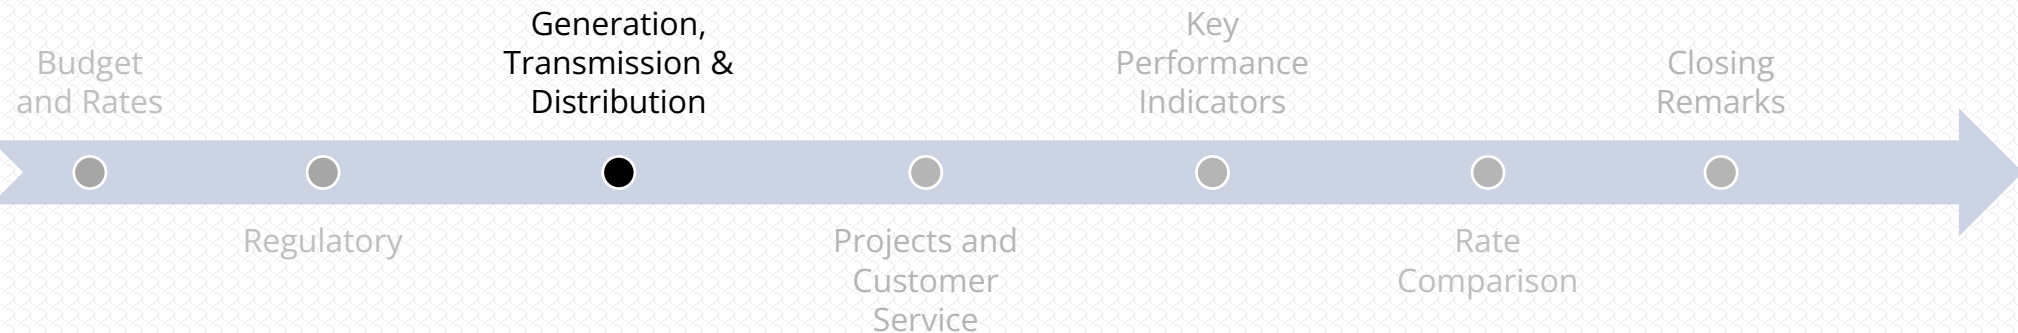 Budget
and Rates
Regulatory
Generation,
Transmission &
Distribution
Projects and
Customer
Service
Key
Performance
Indicators
Rate
Comparison
Closing
Remarks